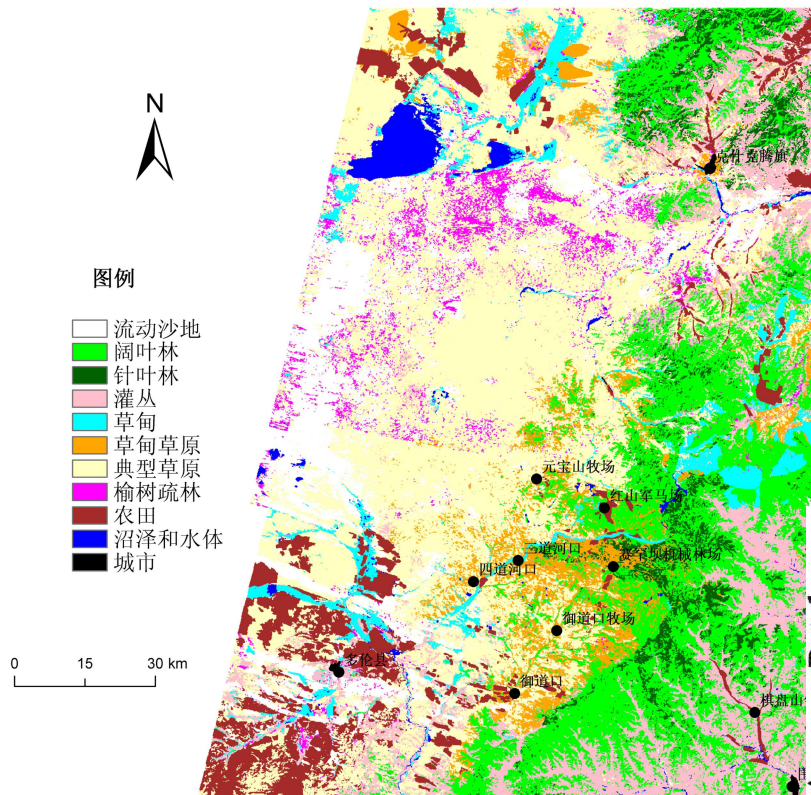 N
克什克腾旗
图例
流动沙地
阔叶林
针叶林
灌丛
草甸
草甸草原
典型草原
榆树疏林
农田
沼泽和水体
城市
元宝山牧场
红山军马场
二道河口
赛罕坝机械林场
四道河口
御道口牧场
多伦县
御道口
棋盘山
0 15 30 km